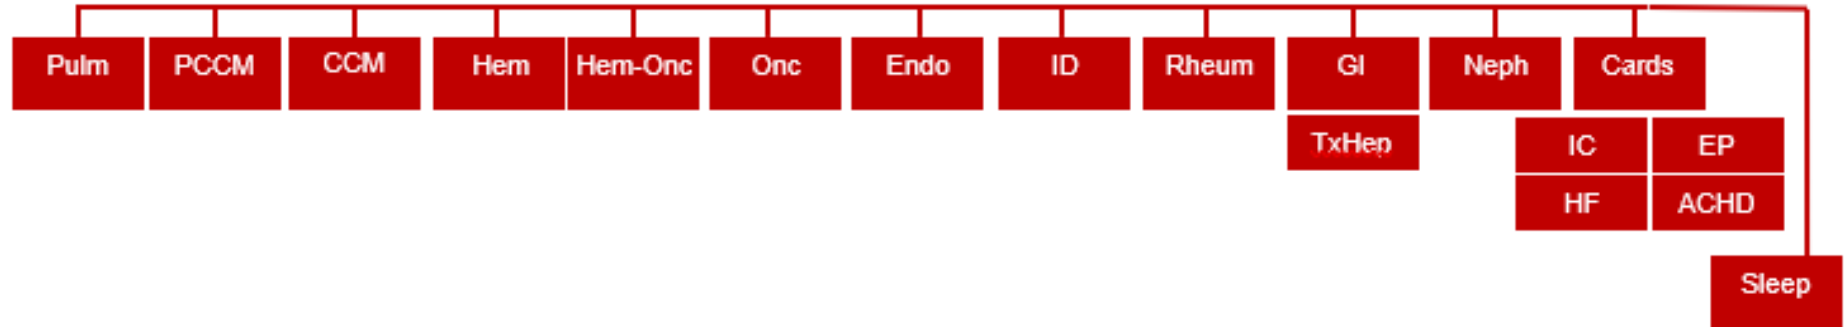 Pulm
PCCM
CCM
Hem
Hem-Onc
Onc
Endo
ID
Rheum
GI
Neph
Cards
TxHep
IC
EP
HF
ACHD
Sleep